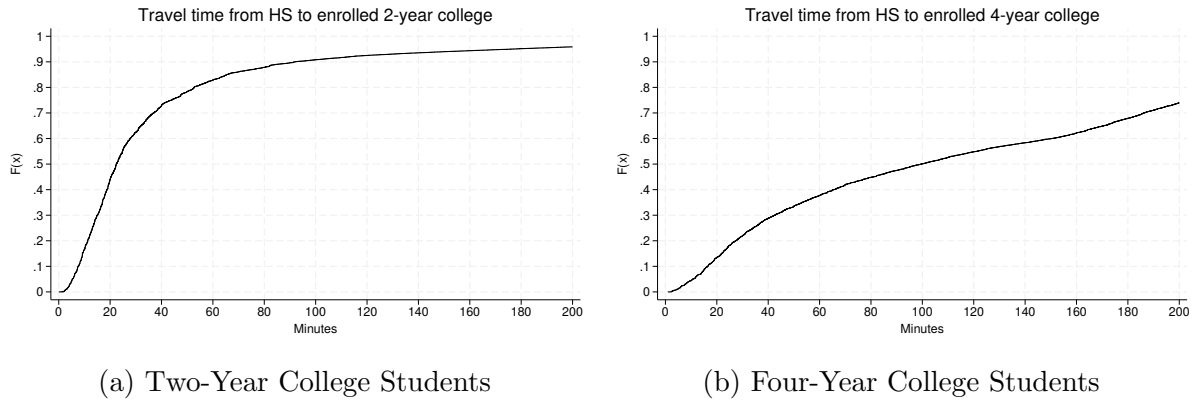 Travel time from HS to enrolled 2-year college
1
.9
.8
.7
.6
.5
.4
.3
.2
.1
0
F(x)
0 20 40 60 80 100 120 140 160 180 200
Minutes
(a) Two-Year College Students
Travel time from HS to enrolled 4-year college
1
.9
.8
.7
.6
.5
.4
.3
.2
.1
0
F(x)
0 20 40 60 80 100 120 140 160 180 200
Minutes
(b) Four-Year College Students